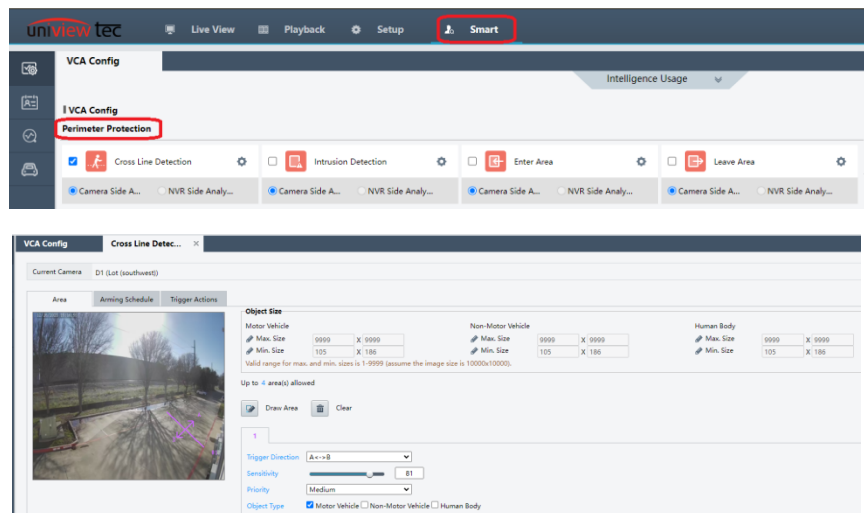 uniview tec
Live View
Playback
Setup
Smart
VCA Config
Intelligence Usage
VCA Config
Perimeter Protection
Cross Line Detection
Intrusion Detection
Enter Area
Leave Area
Camera Side A... NVR Side Analy...
Camera Side A... NVR Side Analy...
Camera Side A... NVR Side Analy...
Camera Side A... NVR Side Analy...
VCA Config Cross Line Detec... ×
Current Camera D1 (Lot (southwest))
Area Arming Schedule Trigger Actions
Object Size
Motor Vehicle Non-Motor Vehicle Human Body
Max. Size 9999 X 9999 Max. Size 9999 X 9999 Max. Size 9999 X 9999
Min. Size 105 X 186 Min. Size 105 X 186 Min. Size 105 X 186
Valid range for max. and min. sizes is 1-9999 (assume the image size is 10000x10000).
Up to 4 area(s) allowed
Draw Area Clear
1
Trigger Direction A<->B
Sensitivity 81
Priority Medium
Object Type Motor Vehicle Non-Motor Vehicle Human Body